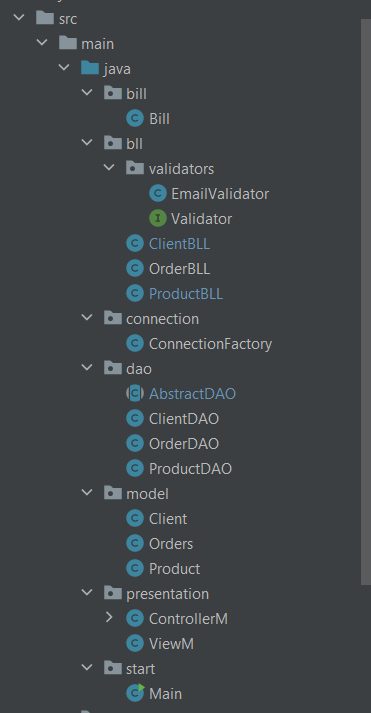 src
main
java
bill
Bill
bll
validators
EmailValidator
Validator
ClientBLL
OrderBLL
ProductBLL
connection
ConnectionFactory
dao
AbstractDAO
ClientDAO
OrderDAO
ProductDAO
model
Client
Orders
Product
presentation
ControllerM
ViewM
start
Main